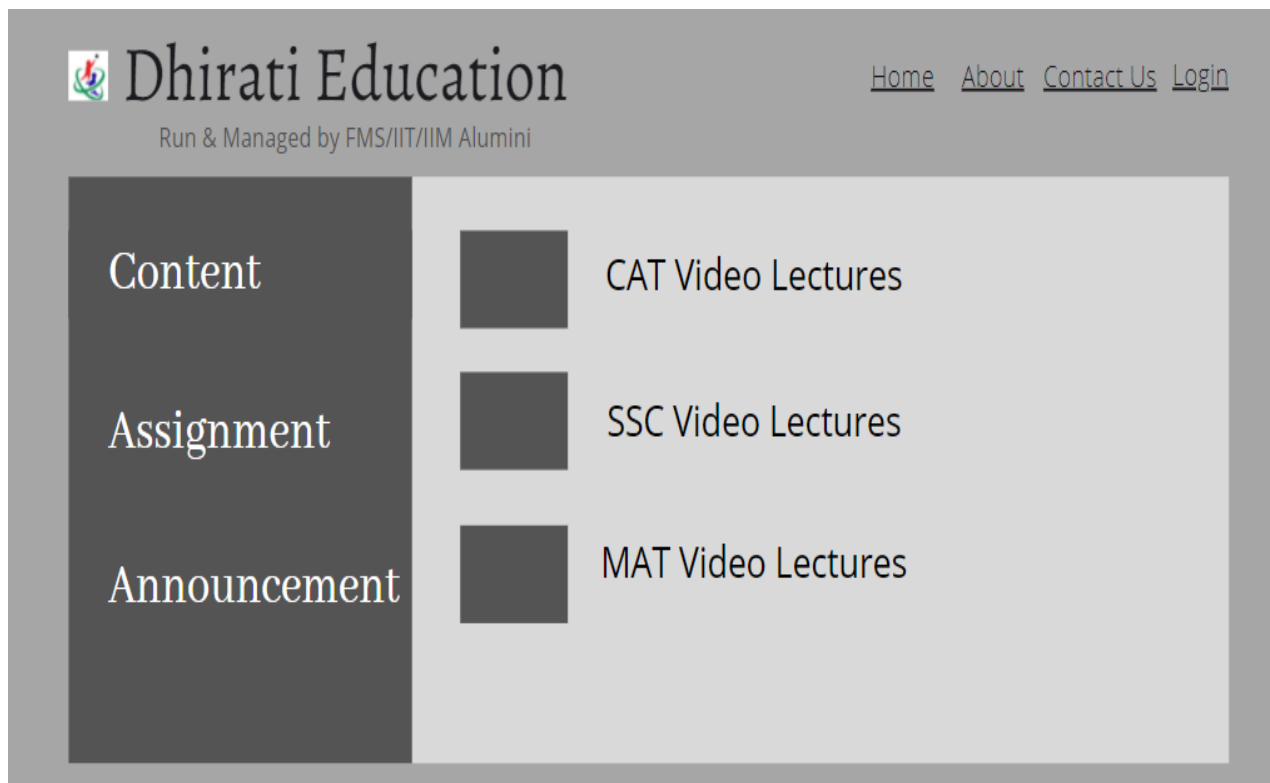 Dhirati Education
Run & Managed by FMS/IIT/IIM Alumini
Home About Contact Us Login
Content
Assignment
Announcement
CAT Video Lectures
SSC Video Lectures
MAT Video Lectures